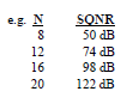 e.g. N SQNR
8 50 dB
12 74 dB
16 98 dB
20 122 dB